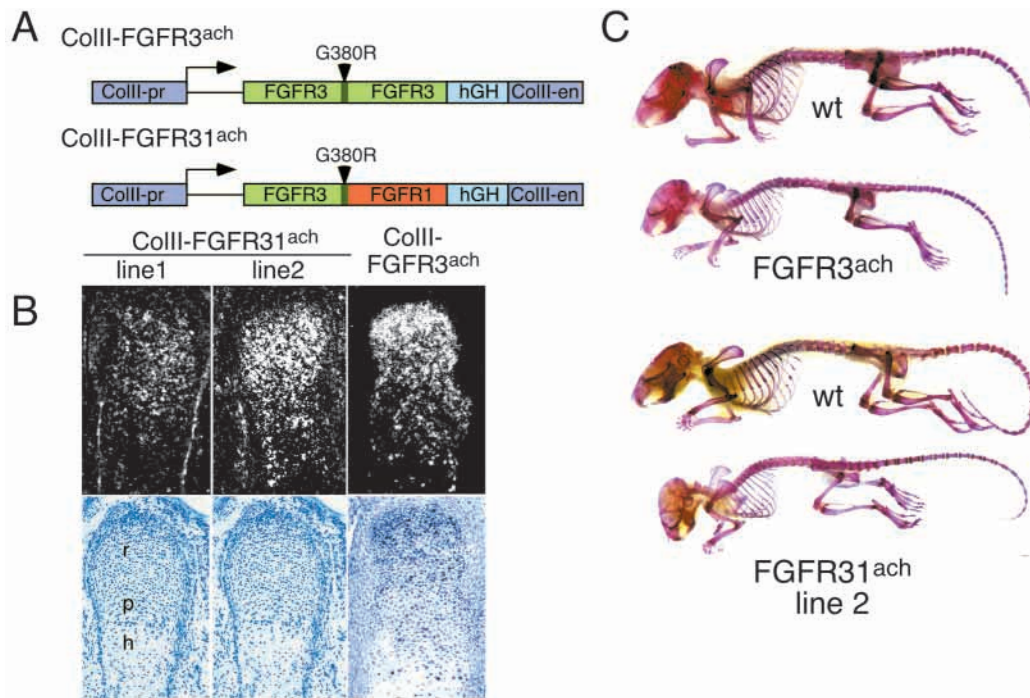 A
ColII-FGFR3ach
G380R
ColII-pr FGFR3 FGFR3 hGH ColII-en
ColII-FGFR31ach
G380R
ColII-pr FGFR3 FGFR1 hGH ColII-en
ColII-FGFR31ach
line1 line2
ColII-
FGFR3ach
B
r
p
h
C
wt
FGFR3ach
wt
FGFR31ach
line 2